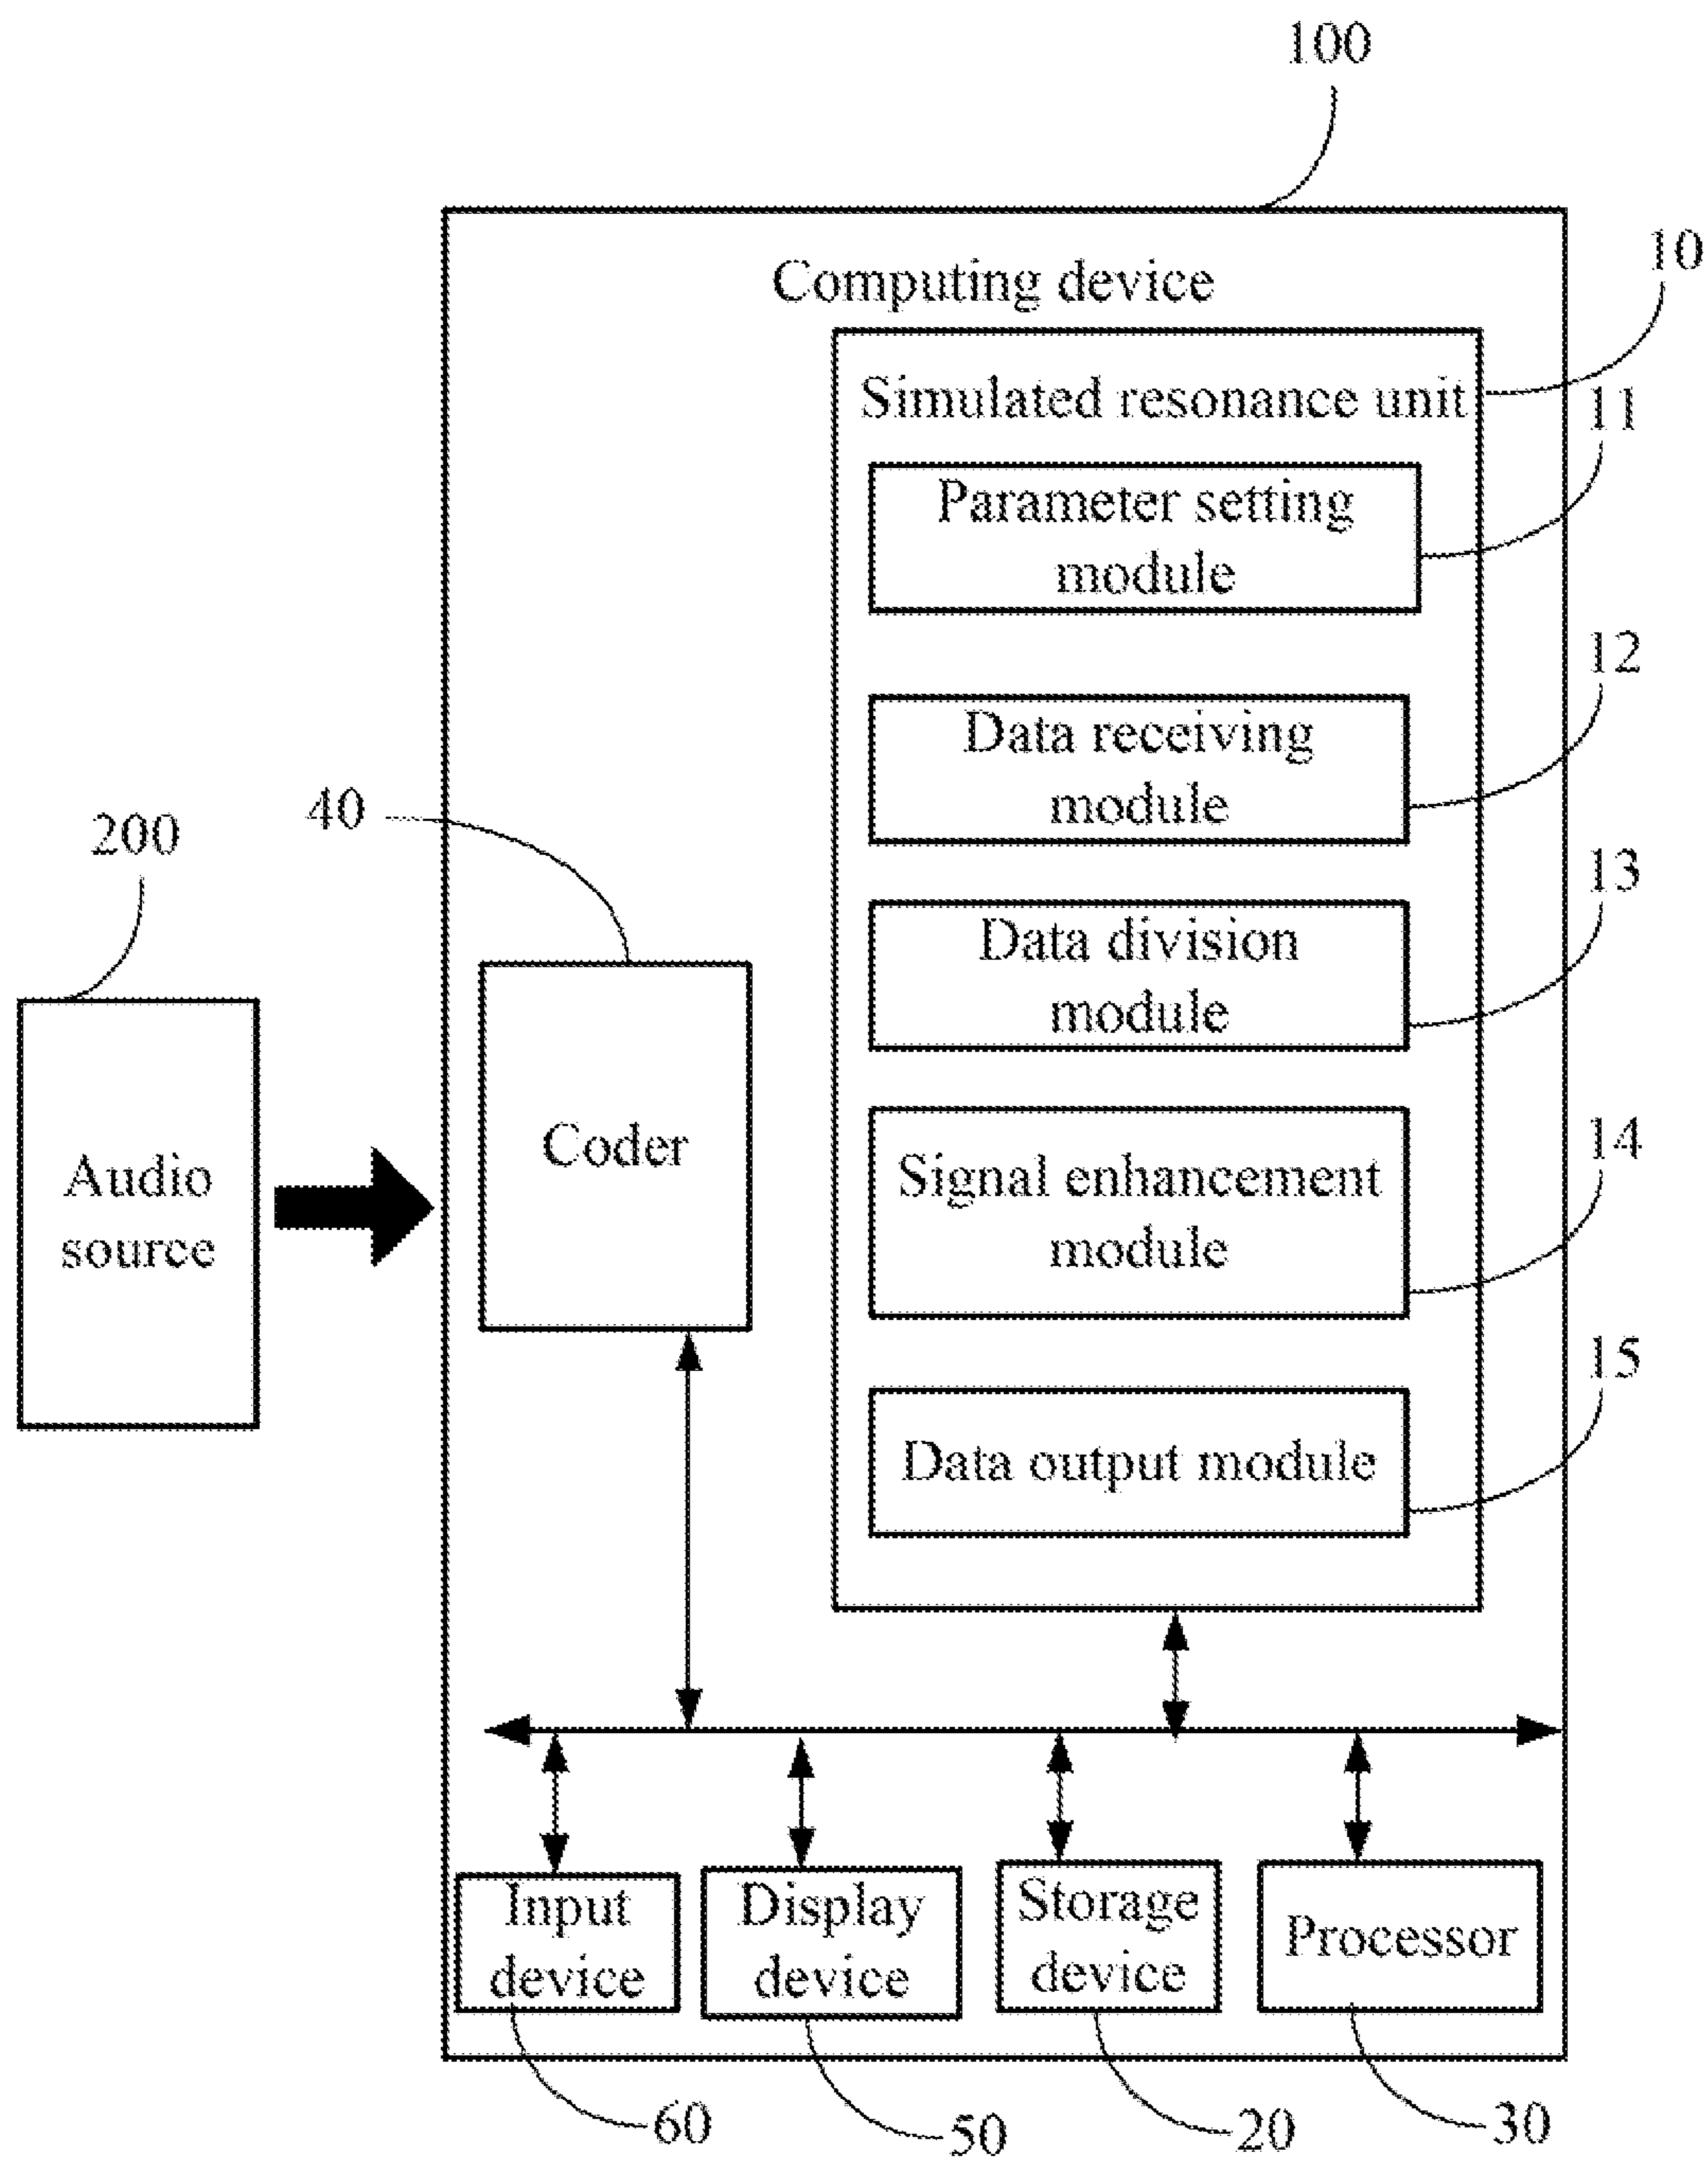 100
Computing device
10
Simulated resonance unit
11
Parameter setting
module
12
Data receiving
module
40
200
13
Data division
module
Coder
14
Signal enhancement
module
Audio
source
15
Data output module
Input
device
Display
device
Storage
device
Processor
60
50
20
30